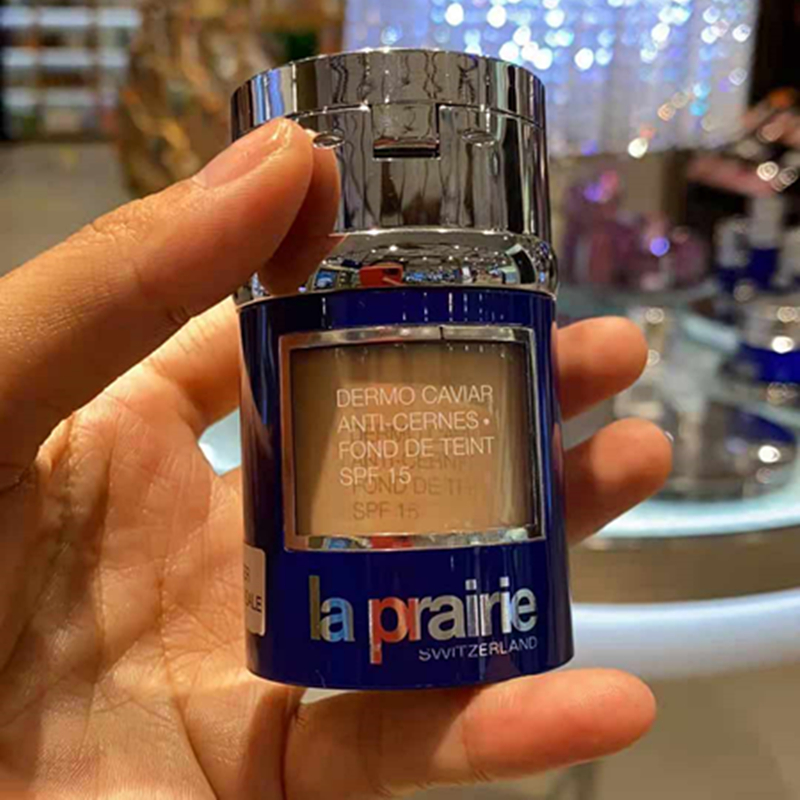 DERMO CAVIAR
ANTI-CERNES •
FOND DE TEINT
SPF 15
la prairie
SWITZERLAND